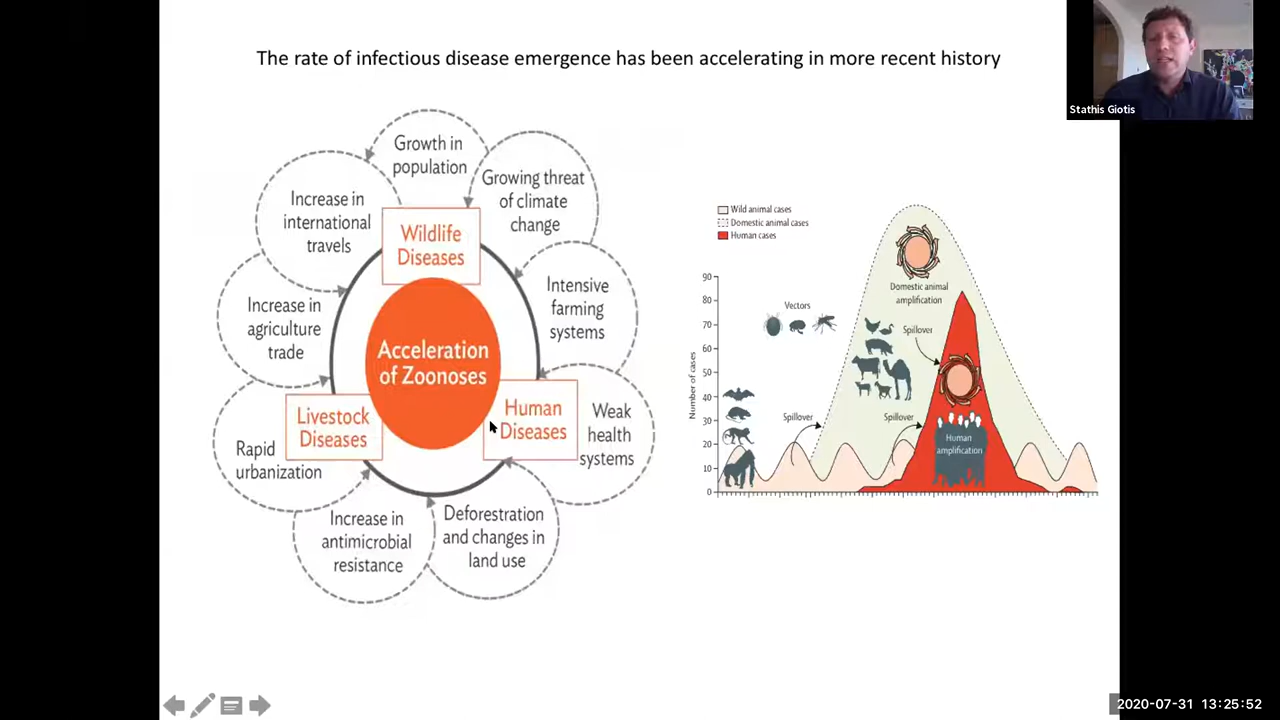 The rate of infectious disease emergence has been accelerating in more recent history
Stathis Giotis
Growth in
population
Growing threat
of climate
change
Increase in
international
travels
Wildlife
Diseases
Intensive
farming
systems
Increase in
agriculture
trade
Acceleration
of Zoonoses
Livestock
Diseases
Human
Diseases
Weak
health
systems
Rapid
urbanization
Increase in
antimicrobial
resistance
Deforestration
and changes in
land use
Wild animal cases
Domestic animal cases
Human cases
Number of cases
90
80
70
60
50
40
30
20
10
0
Vectors
Domestic animal
amplification
Spillover
Spillover
Spillover
Human
amplification
2020-07-31 13:25:52